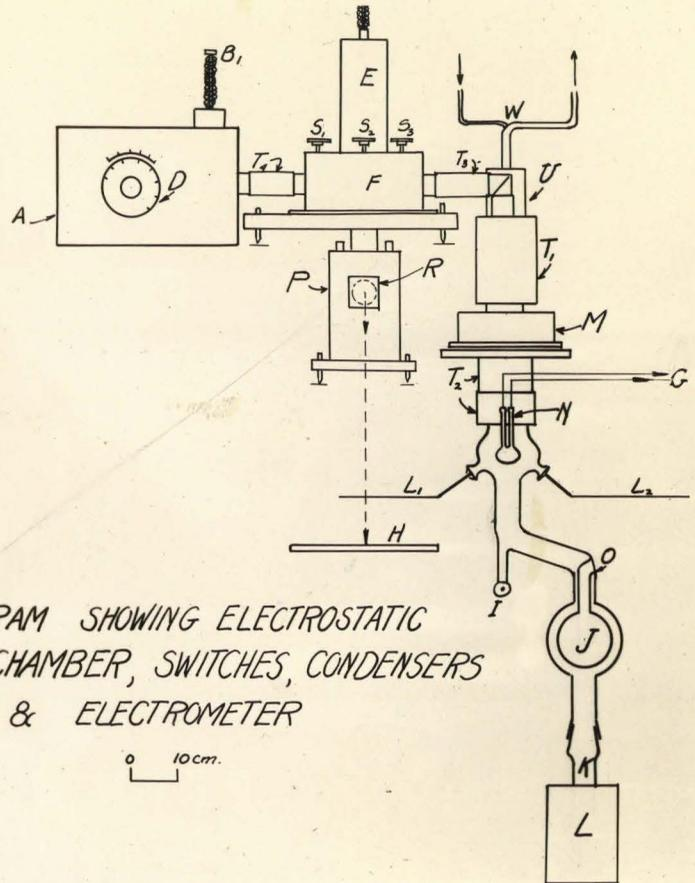 B₁
E
W
S₁ S₂ S₃
D
T₄
F
T₃
U
A
T₁
P
R
M
T₂
G
N
L₁
L₂
H
O
I
J
RAM SHOWING ELECTROSTATIC
CHAMBER, SWITCHES, CONDENSERS
& ELECTROMETER
0 10cm.
K
L